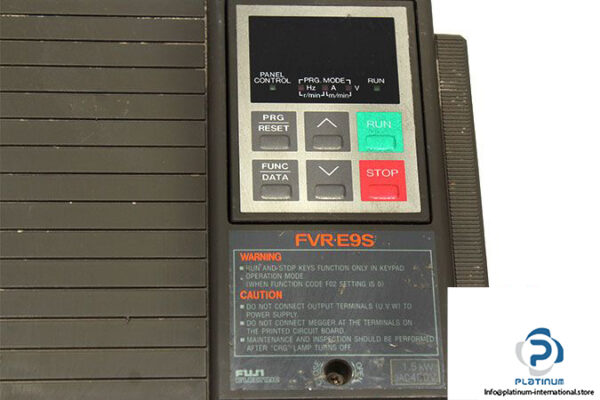 PANEL CONTROL
PRG. MODE
Hz A V
r/min m/min
RUN
PRG
RESET
RUN
FUNC
DATA
STOP
FVR·E9S
WARNING
■ RUN AND STOP KEYS FUNCTION ONLY IN KEYPAD
OPERATION MODE
(WHEN FUNCTION CODE F02 SETTING IS 0)
CAUTION
■ DO NOT CONNECT OUTPUT TERMINALS (U V W) TO
POWER SUPPLY.
■ DO NOT CONNECT MEGGER AT THE TERMINALS ON
THE PRINTED CIRCUIT BOARD.
■ MAINTENANCE AND INSPECTION SHOULD BE PERFORMED
AFTER "CRG" LAMP TURNS OFF.
FUJI
ELECTRIC
1.5 kW
PLATINUM
platinum-international.store